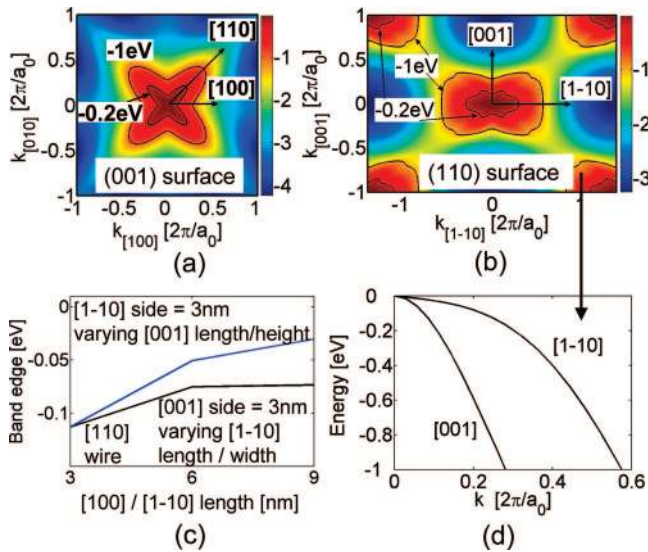 1
0.5
0
-0.5
-1
k[010] [2π/a0]
-1eV
[110]
[100]
-0.2eV
(001) surface
-1 -0.5 0 0.5 1
k[100] [2π/a0]
-1
-2
-3
-4
(a)
1
0.5
0
-0.5
-1
k[001] [2π/a0]
[001]
-1eV
[1-10]
-0.2eV
(110) surface
-1 0 1
k[1-10] [2π/a0]
-1
-2
-3
(b)
0
-0.05
-0.1
Band edge [eV]
[1-10] side = 3nm
varying [001] length/height
[110]
wire
[001] side = 3nm
varying [1-10]
length / width
3 6 9
[100] / [1-10] length [nm]
(c)
0
-0.2
-0.4
-0.6
-0.8
-1
Energy [eV]
[1-10]
[001]
0 0.2 0.4 0.6
k [2π/a0]
(d)